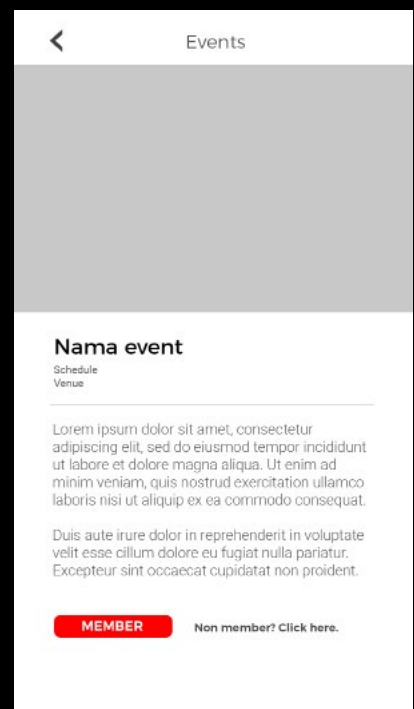 Events
Nama event
Schedule
Venue
Lorem ipsum dolor sit amet, consectetur
adipiscing elit, sed do eiusmod tempor incididunt
ut labore et dolore magna aliqua. Ut enim ad
minim veniam, quis nostrud exercitation ullamco
laboris nisi ut aliquip ex ea commodo consequat.
Duis aute irure dolor in reprehenderit in voluptate
velit esse cillum dolore eu fugiat nulla pariatur.
Excepteur sint occaecat cupidatat non proident.
MEMBER
Non member? Click here.